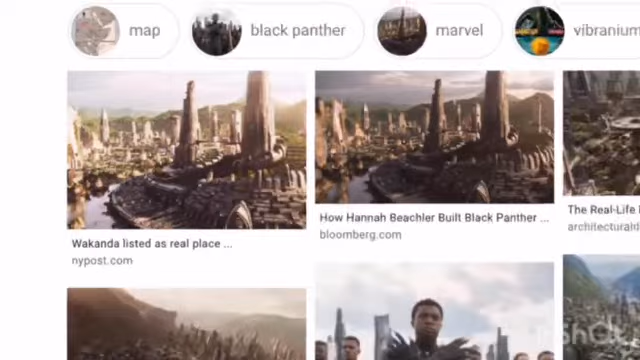 map
black panther
marvel
vibranium
Wakanda listed as real place ...
nypost.com
How Hannah Beachler Built Black Panther ...
bloomberg.com
The Real-Life
architectural